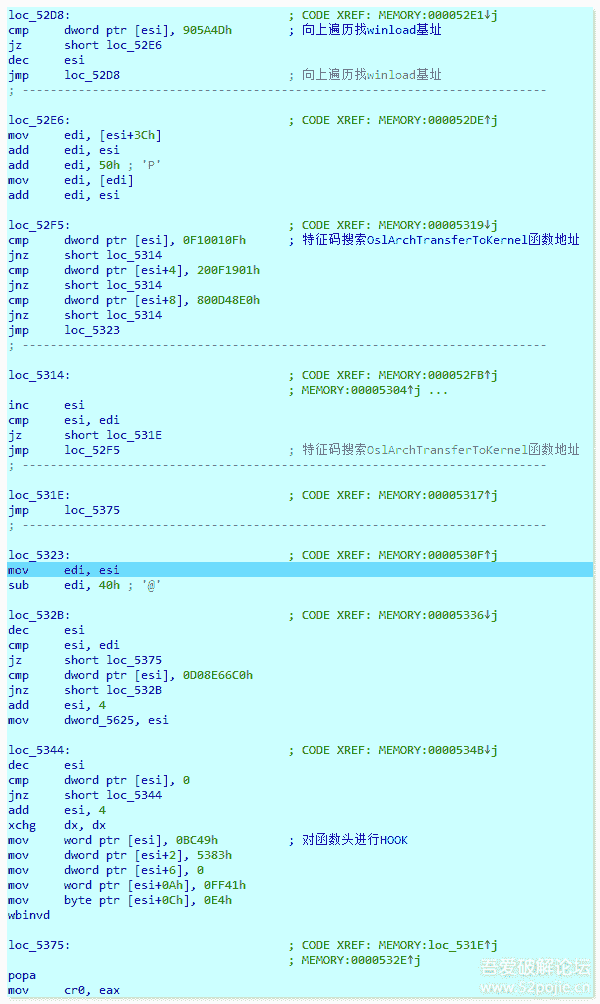 loc_52D8: ; CODE XREF: MEMORY:000052E1↓j
cmp dword ptr [esi], 905A4Dh ; 向上遍历找winload基址
jz short loc_52E6
dec esi
jmp loc_52D8 ; 向上遍历找winload基址
; ---------------------------------------------------------------------------
loc_52E6: ; CODE XREF: MEMORY:000052DE↑j
mov edi, [esi+3Ch]
add edi, esi
add edi, 50h ; 'P'
mov edi, [edi]
add edi, esi
loc_52F5: ; CODE XREF: MEMORY:00005319↓j
cmp dword ptr [esi], 0F10010Fh ; 特征码搜索OslArchTransferToKernel函数地址
jnz short loc_5314
cmp dword ptr [esi+4], 200F1901h
jnz short loc_5314
cmp dword ptr [esi+8], 800D48E0h
jnz short loc_5314
jmp loc_5323
; ---------------------------------------------------------------------------
loc_5314: ; CODE XREF: MEMORY:000052FB↑j
; MEMORY:00005304↑j ...
inc esi
cmp esi, edi
jz short loc_531E
jmp loc_52F5 ; 特征码搜索OslArchTransferToKernel函数地址
; ---------------------------------------------------------------------------
loc_531E: ; CODE XREF: MEMORY:00005317↑j
jmp loc_5375
; ---------------------------------------------------------------------------
loc_5323: ; CODE XREF: MEMORY:0000530F↑j
mov edi, esi
sub edi, 40h ; '@'
loc_532B: ; CODE XREF: MEMORY:00005336↓j
dec esi
cmp esi, edi
jz short loc_5375
cmp dword ptr [esi], 0D08E66C0h
jnz short loc_532B
add esi, 4
mov dword_5625, esi
loc_5344: ; CODE XREF: MEMORY:0000534B↓j
dec esi
cmp dword ptr [esi], 0
jnz short loc_5344
add esi, 4
xchg dx, dx
mov word ptr [esi], 0BC49h ; 对函数头进行HOOK
mov dword ptr [esi+2], 5383h
mov dword ptr [esi+6], 0
mov word ptr [esi+0Ah], 0FF41h
mov byte ptr [esi+0Ch], 0E4h
wbinvd
loc_5375: ; CODE XREF: MEMORY:loc_531E↑j
; MEMORY:0000532E↑j
popa
mov cr0, eax
吾爱破解论坛
www.52pojie.cn